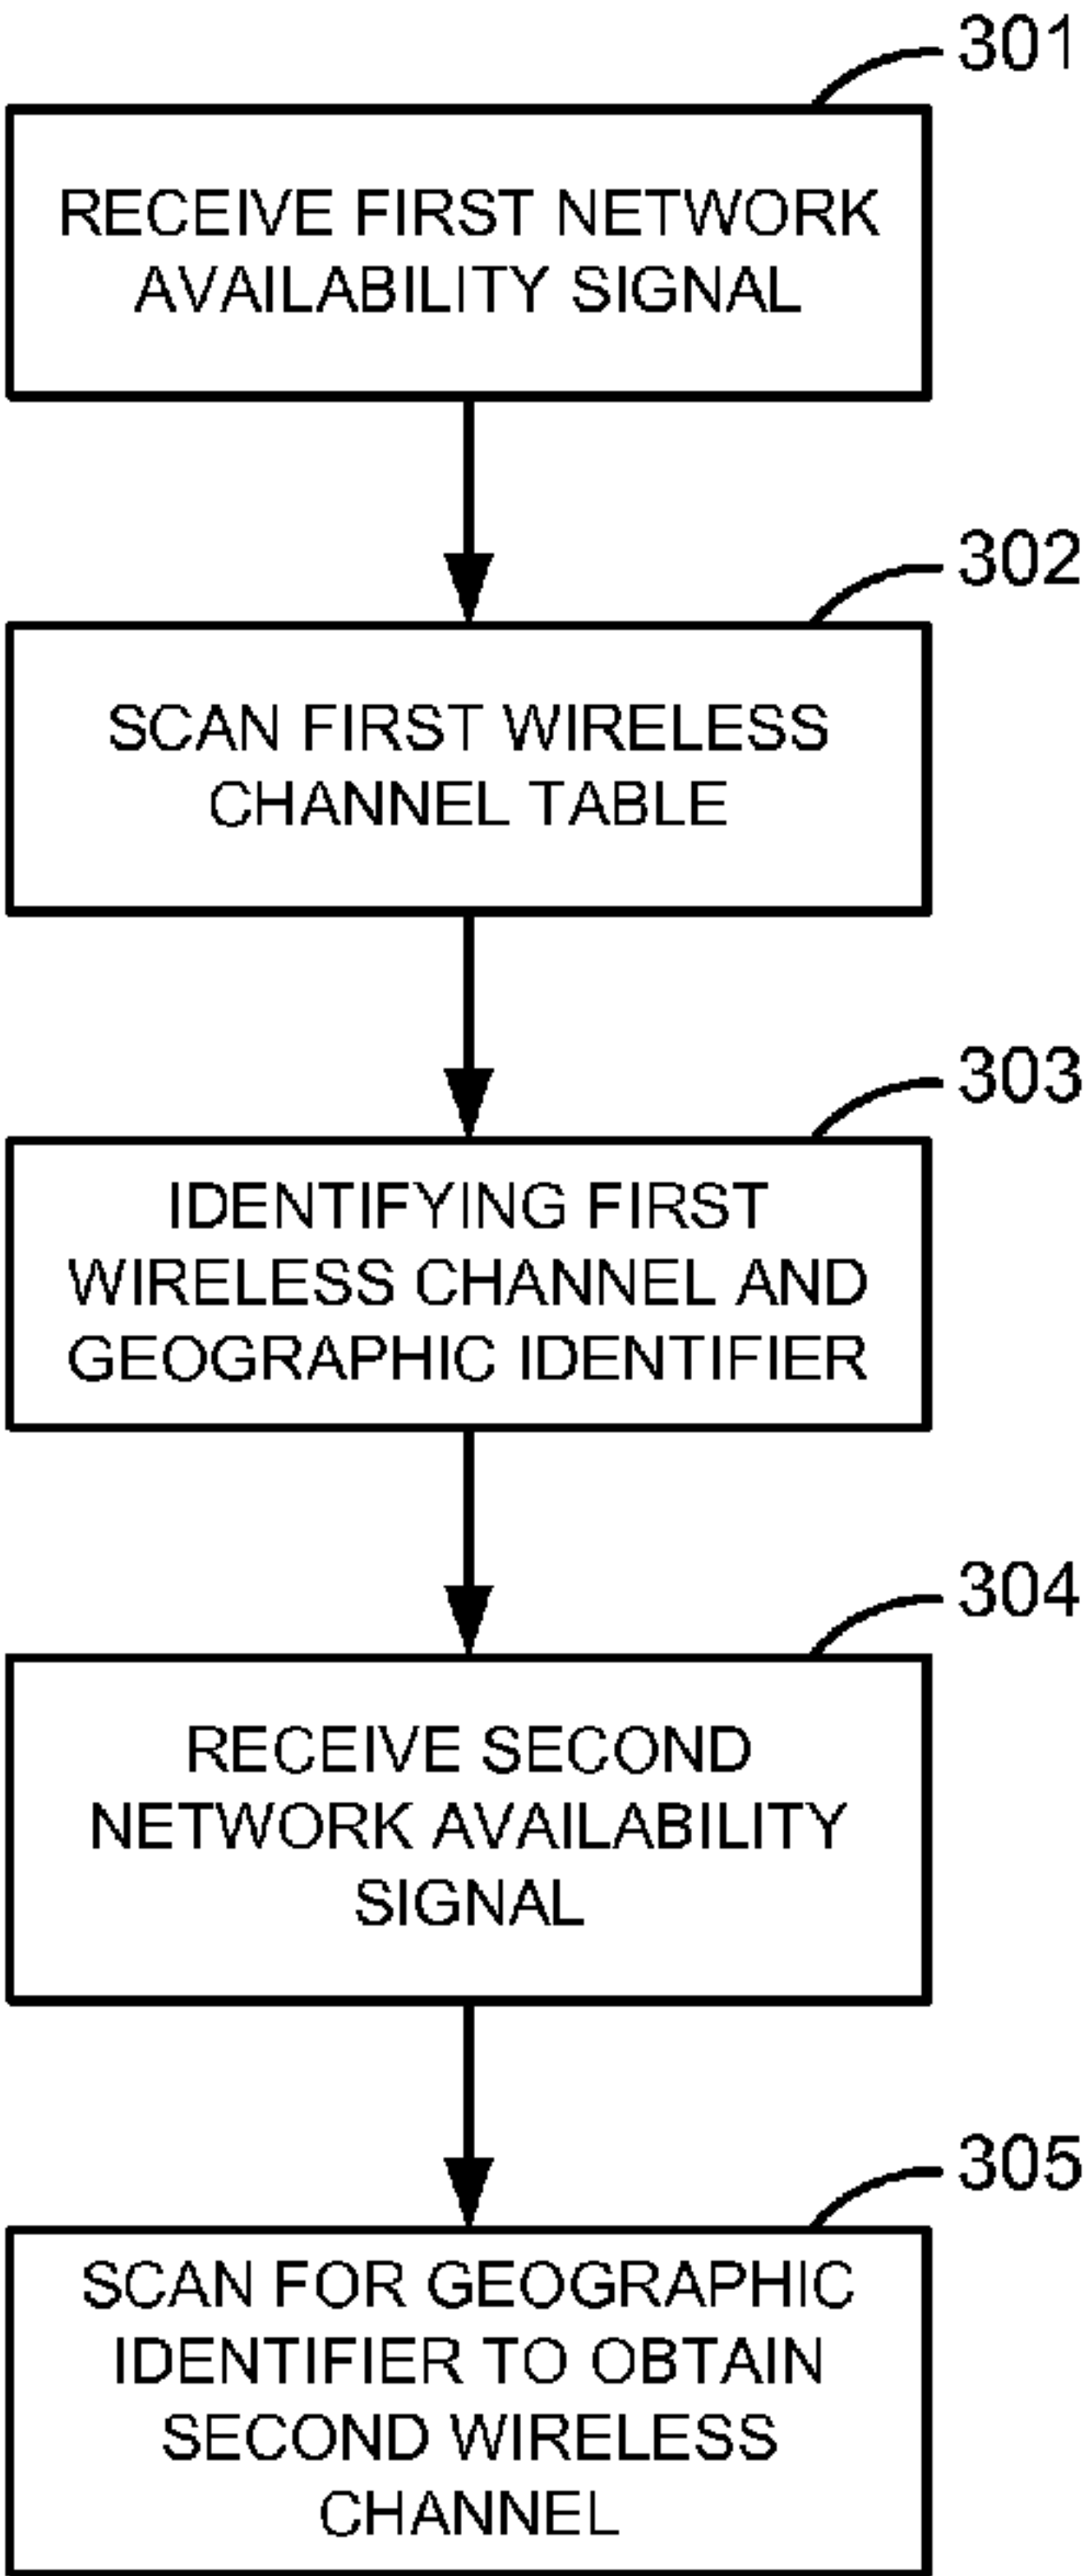 301
RECEIVE FIRST NETWORK
AVAILABILITY SIGNAL
302
SCAN FIRST WIRELESS
CHANNEL TABLE
303
IDENTIFYING FIRST
WIRELESS CHANNEL AND
GEOGRAPHIC IDENTIFIER
304
RECEIVE SECOND
NETWORK AVAILABILITY
SIGNAL
305
SCAN FOR GEOGRAPHIC
IDENTIFIER TO OBTAIN
SECOND WIRELESS
CHANNEL